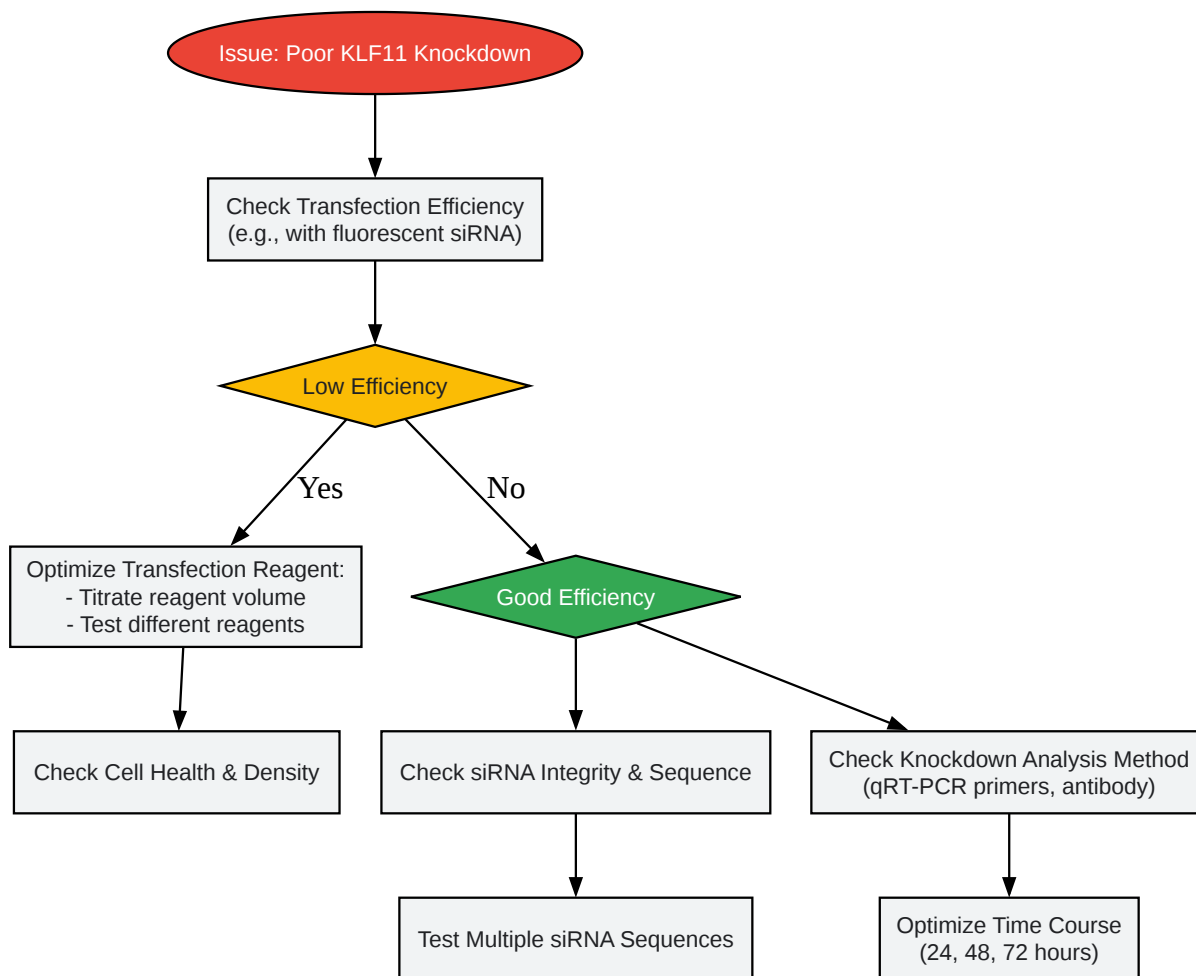 Issue: Poor KLF11 Knockdown
Check Transfection Efficiency
(e.g., with fluorescent siRNA)
Low Efficiency
Yes
No
Optimize Transfection Reagent:
- Titrate reagent volume
- Test different reagents
Good Efficiency
Check Cell Health & Density
Check siRNA Integrity & Sequence
Check Knockdown Analysis Method
(qRT-PCR primers, antibody)
Test Multiple siRNA Sequences
Optimize Time Course
(24, 48, 72 hours)